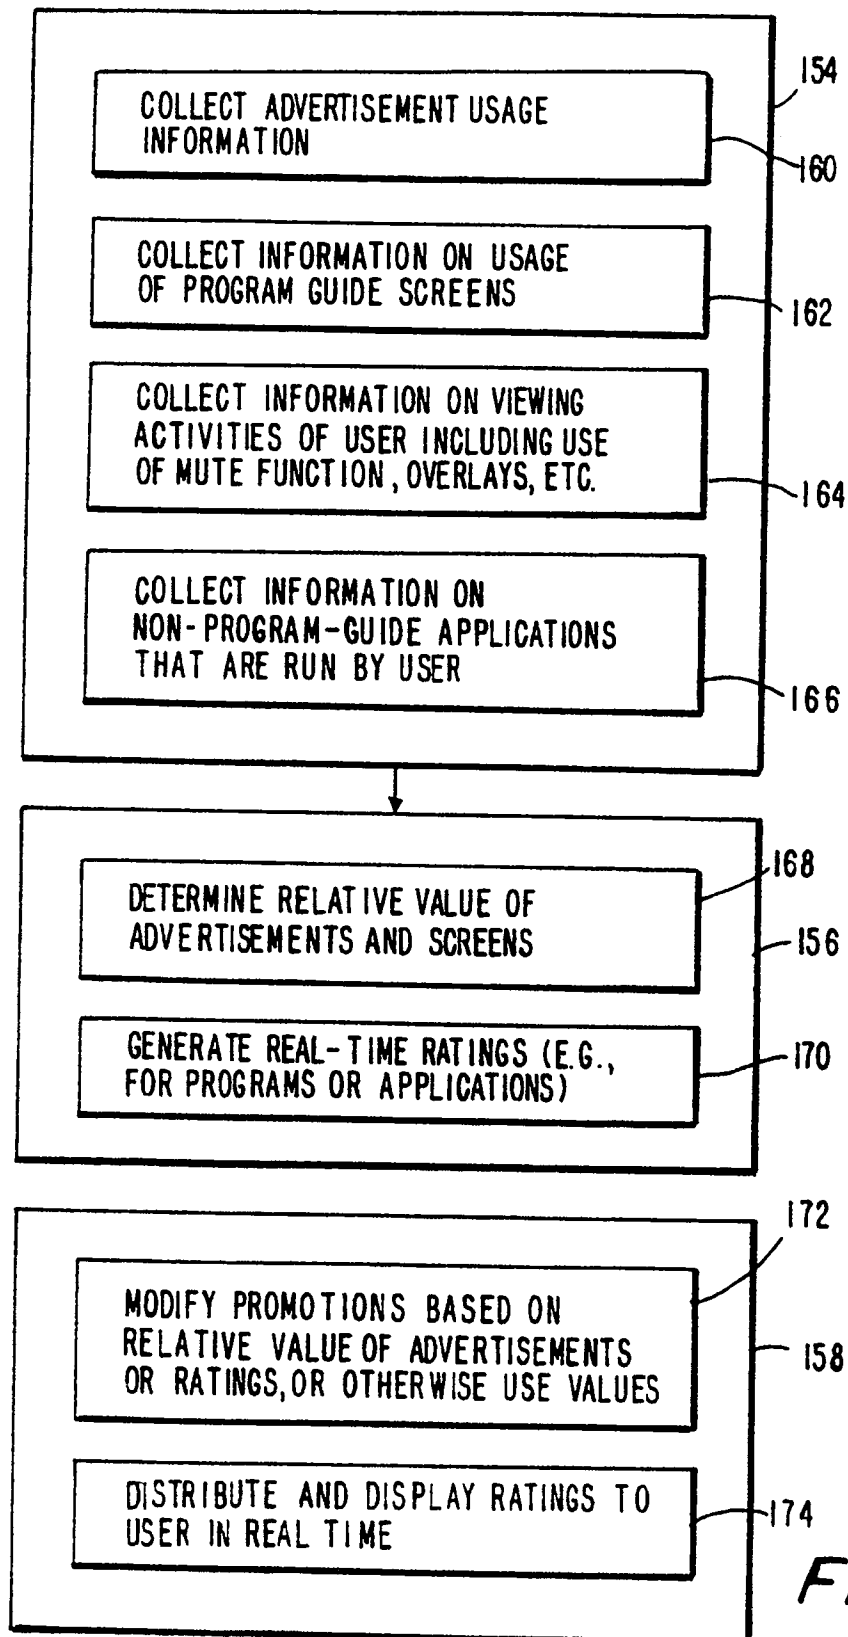 154
COLLECT ADVERTISEMENT USAGE
INFORMATION
160
COLLECT INFORMATION ON USAGE
OF PROGRAM GUIDE SCREENS
162
COLLECT INFORMATION ON VIEWING
ACTIVITIES OF USER INCLUDING USE
OF MUTE FUNCTION, OVERLAYS, ETC.
164
COLLECT INFORMATION ON
NON-PROGRAM-GUIDE APPLICATIONS
THAT ARE RUN BY USER
166
168
DETERMINE RELATIVE VALUE OF
ADVERTISEMENTS AND SCREENS
156
GENERATE REAL-TIME RATINGS (E.G.,
FOR PROGRAMS OR APPLICATIONS)
170
172
MODIFY PROMOTIONS BASED ON
RELATIVE VALUE OF ADVERTISEMENTS
OR RATINGS, OR OTHERWISE USE VALUES
158
DISTRIBUTE AND DISPLAY RATINGS TO
USER IN REAL TIME
174